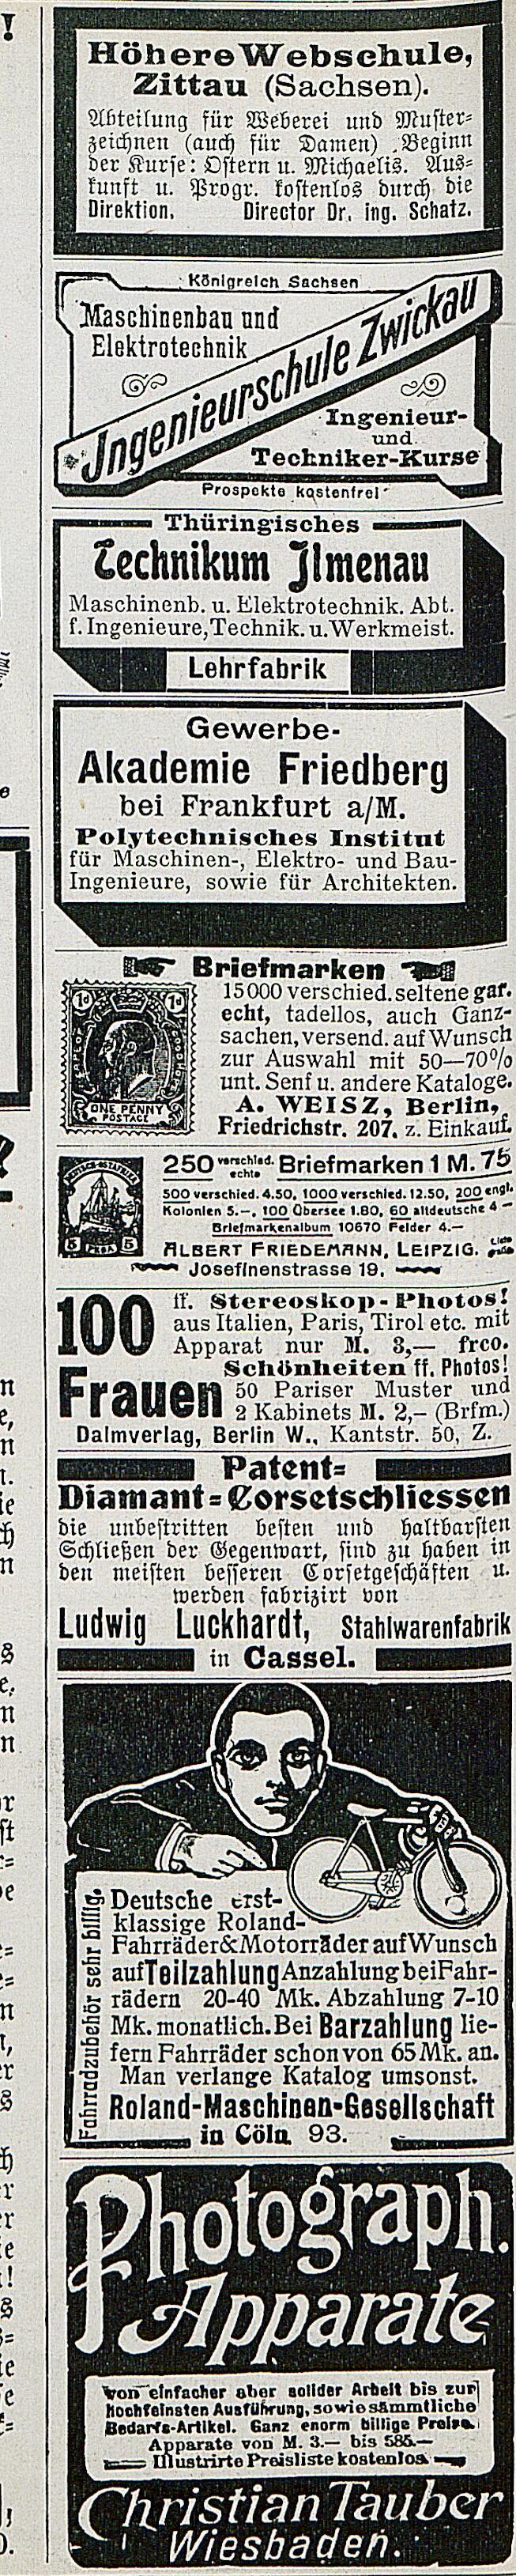 Höhere Webschule,
Zittau (Sachsen).
Abteilung für Weberei und Muster-
zeichnen (auch für Damen). Beginn
der Kurse: Ostern u. Michaelis. Aus-
kunft u. Progr. kostenlos durch die
Direktion. Director Dr. ing. Schatz.
Königreich Sachsen
Maschinenbau und
Elektrotechnik
Ingenieurschule Zwickau
Ingenieur-
und
Techniker-Kurse
Prospekte kostenfrei
Thüringisches
Technikum Ilmenau
Maschinenb. u. Elektrotechnik. Abt.
f. Ingenieure, Technik. u. Werkmeist.
Lehrfabrik
Gewerbe-
Akademie Friedberg
bei Frankfurt a/M.
Polytechnisches Institut
für Maschinen-, Elektro- und Bau-
Ingenieure, sowie für Architekten.
Briefmarken
15000 verschied. seltene gar.
echt, tadellos, auch Ganz-
sachen, versend. auf Wunsch
zur Auswahl mit 50—70%
unt. Senf u. andere Kataloge.
A. WEISZ, Berlin,
Friedrichstr. 207. z. Einkauf.
1d 1d
ONE PENNY
POSTAGE
250 verschied. echte Briefmarken 1 M. 75
500 verschied. 4.50, 1000 verschied. 12.50, 200 engl.
Kolonien 5.–, 100 Übersee 1.80, 60 altdeutsche 4 —
Briefmarkenalbum 10670 Felder 4.—
ALBERT FRIEDEMANN, LEIPZIG. Liste
Josefinenstrasse 19.
DEUTSCH-OSTAFRIKA
5 PESA 5
100 ff. Stereoskop-Photos!
aus Italien, Paris, Tirol etc. mit
Apparat nur M. 3,— frco.
Frauen Schönheiten ff. Photos!
50 Pariser Muster und
2 Kabinets M. 2,– (Brfm.)
Dalmverlag, Berlin W., Kantstr. 50, Z.
Patent-
Diamant-Corsetschliessen
die unbestritten besten und haltbarsten
Schließen der Gegenwart, sind zu haben in
den meisten besseren Corsetgeschäften u.
werden fabrizirt von
Ludwig Luckhardt, Stahlwarenfabrik
in Cassel.
Deutsche erst-
klassige Roland-
Fahrräder & Motorräder auf Wunsch
auf Teilzahlung Anzahlung bei Fahr-
rädern 20-40 Mk. Abzahlung 7-10
Mk. monatlich. Bei Barzahlung lie-
fern Fahrräder schon von 65 Mk. an.
Man verlange Katalog umsonst.
Roland-Maschinen-Gesellschaft
in Cöln 93.
Fahrradzubehör sehr billig.
Photograph.
Apparate
von einfacher aber solider Arbeit bis zur
hochfeinsten Ausführung, sowie sämmtliche
Bedarfs-Artikel. Ganz enorm billige Preise.
Apparate von M. 3.— bis 585.—
Illustrirte Preisliste kostenlos
Christian Tauber
Wiesbaden.